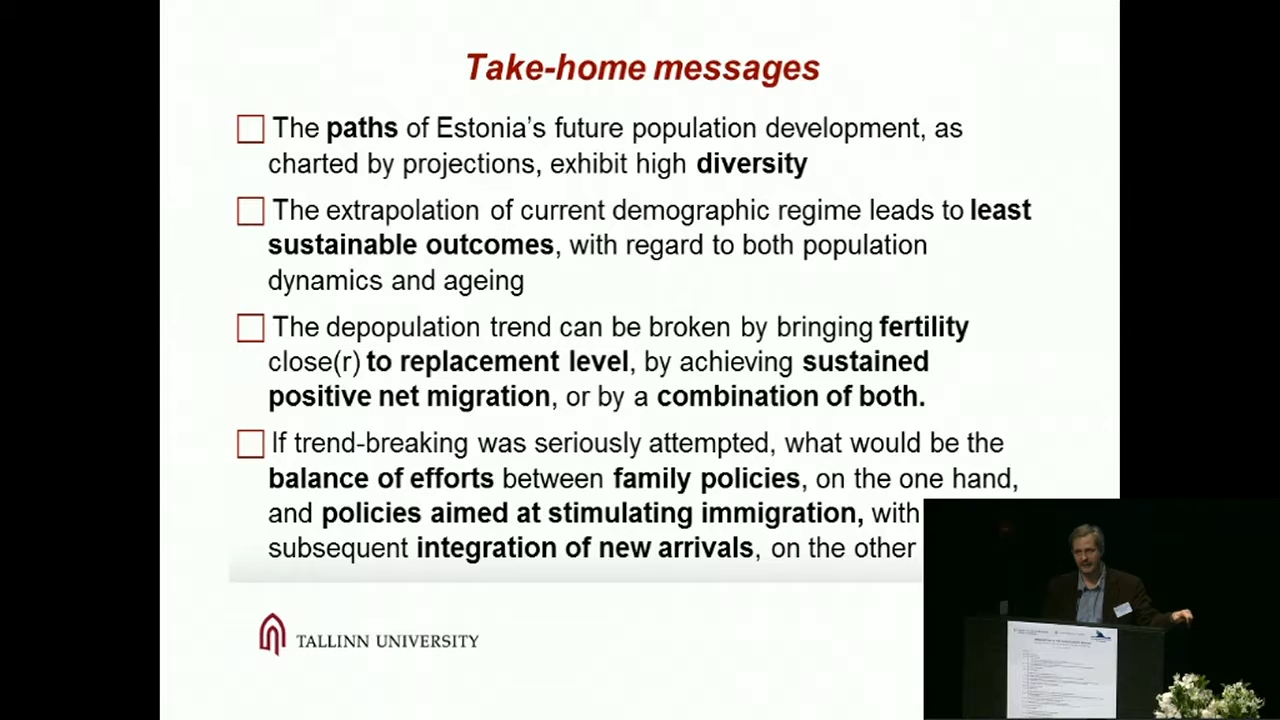 Take-home messages
The paths of Estonia's future population development, as
charted by projections, exhibit high diversity
The extrapolation of current demographic regime leads to least
sustainable outcomes, with regard to both population
dynamics and ageing
The depopulation trend can be broken by bringing fertility
close(r) to replacement level, by achieving sustained
positive net migration, or by a combination of both.
If trend-breaking was seriously attempted, what would be the
balance of efforts between family policies, on the one hand,
and policies aimed at stimulating immigration, with
subsequent integration of new arrivals, on the other
TALLINN UNIVERSITY